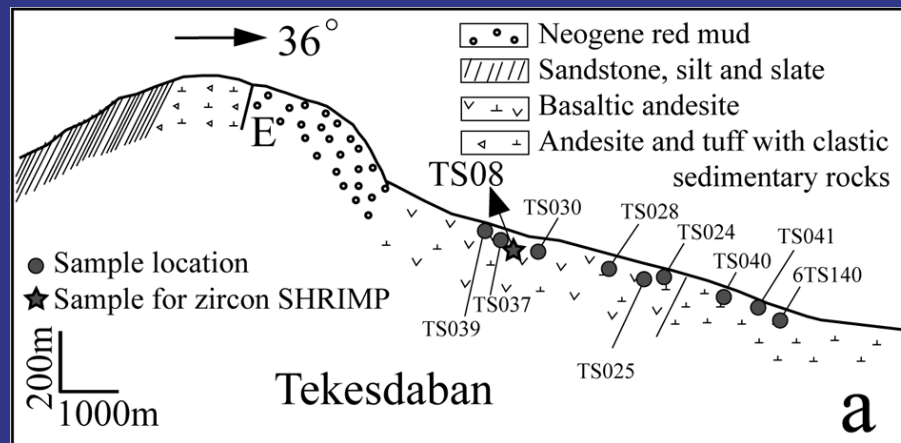 36°
Neogene red mud
Sandstone, silt and slate
Basaltic andesite
Andesite and tuff with clastic
sedimentary rocks
E
TS08
TS030
TS028
TS024
TS041
TS040
6TS140
Sample location
Sample for zircon SHRIMP
TS037
TS039
TS025
200m
1000m
Tekesdaban
a